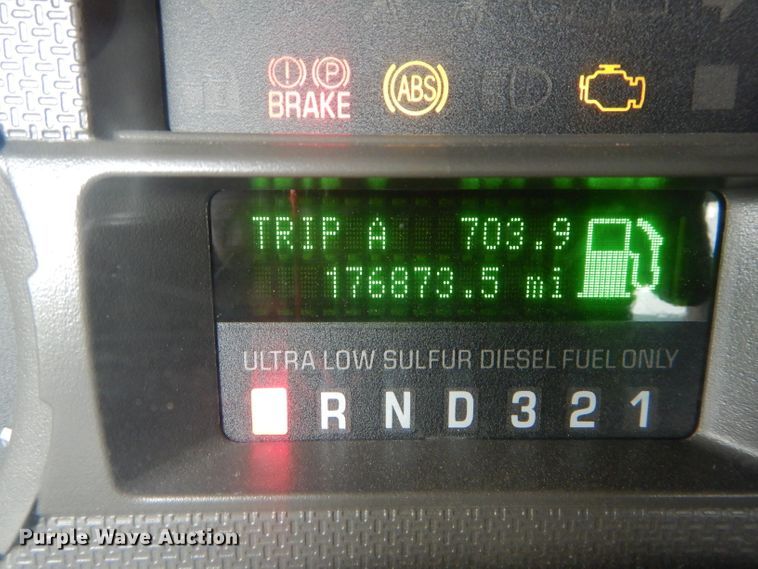 (!) (P) ABS
BRAKE
TRIP A 703.9
176873.5 mi
ULTRA LOW SULFUR DIESEL FUEL ONLY
R N D 3 2 1
Purple Wave Auction